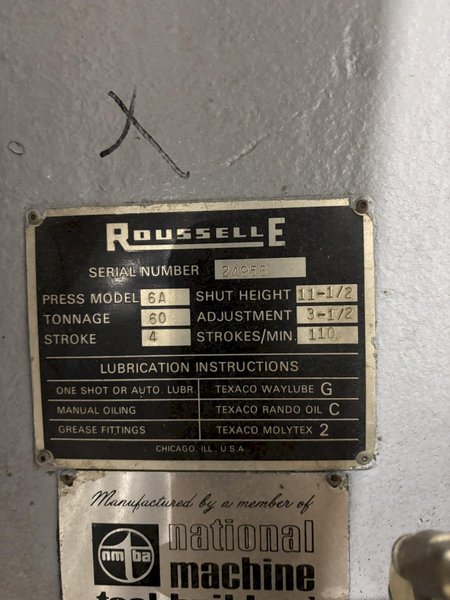 X
ROUSSELLE
SERIAL NUMBER 24956
PRESS MODEL 6A SHUT HEIGHT 11-1/2
TONNAGE 60 ADJUSTMENT 3-1/2
STROKE 4 STROKES/MIN. 110
LUBRICATION INSTRUCTIONS
ONE SHOT OR AUTO. LUBR. TEXACO WAYLUBE G
MANUAL OILING TEXACO RANDO OIL C
GREASE FITTINGS TEXACO MOLYTEX 2
CHICAGO, ILL., U.S.A.
Manufactured by a member of
nm ba
national
machine